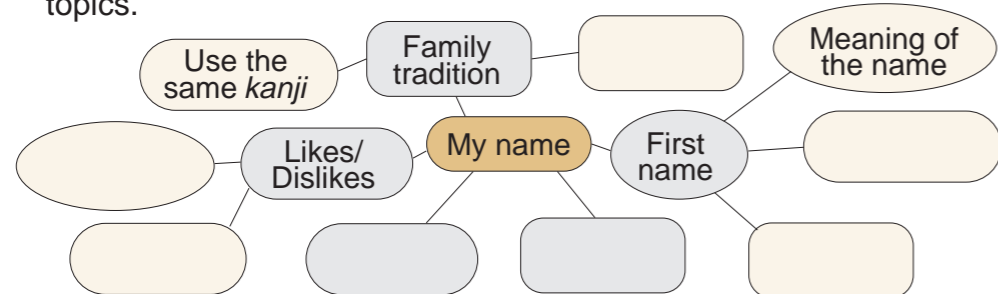 topics.
Family
tradition
Use the
same kanji
Meaning of
the name
My name
First
name
Likes/
Dislikes